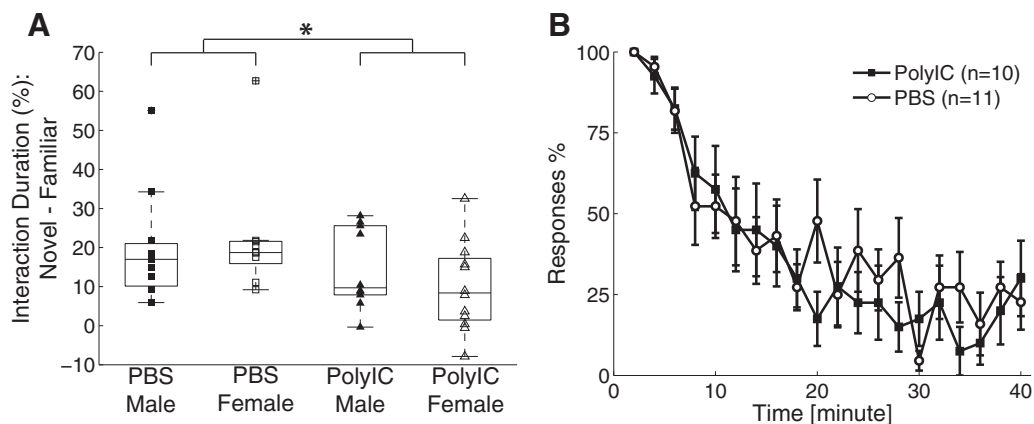 A
*
Interaction Duration (%):
Novel - Familiar
70
60
50
40
30
20
10
0
−10
PBS
Male
PBS
Female
PolyIC
Male
PolyIC
Female
B
Responses %
100
75
50
25
0
0
10
20
30
40
Time [minute]
PolyIC (n=10)
PBS (n=11)